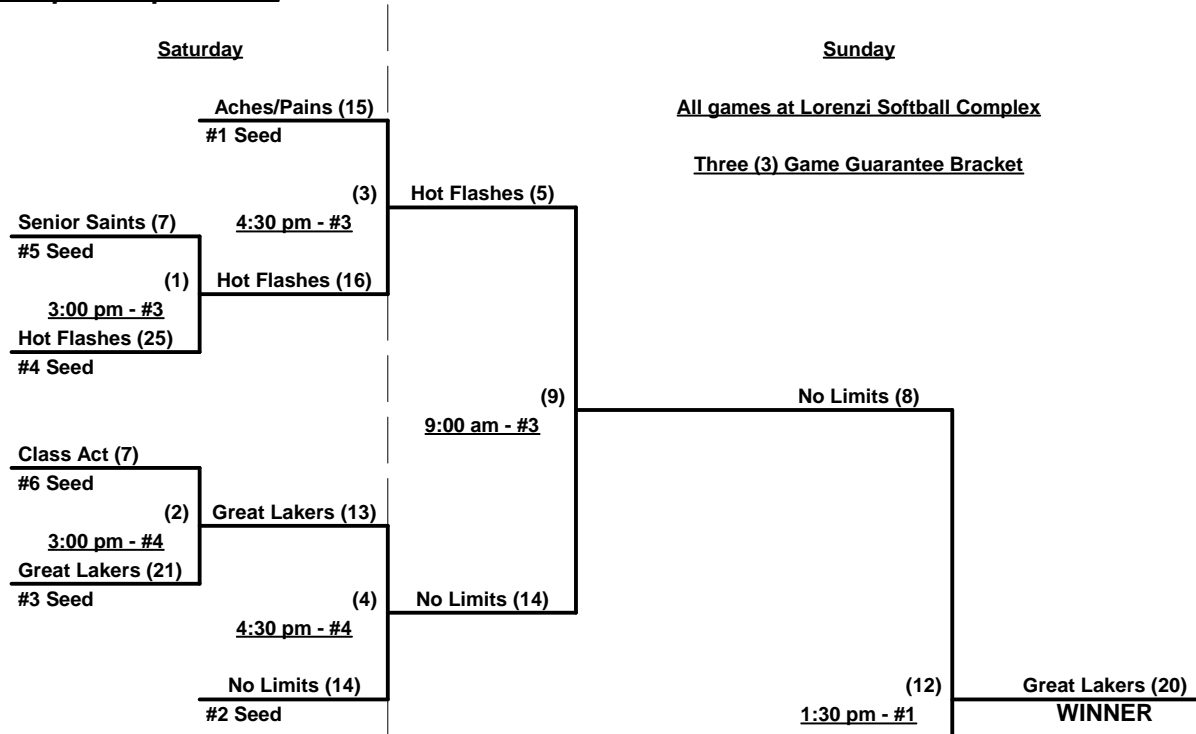 Saturday
Sunday
Aches/Pains (15)
All games at Lorenzi Softball Complex
#1 Seed
Three (3) Game Guarantee Bracket
(3)
Hot Flashes (5)
Senior Saints (7)
4:30 pm - #3
#5 Seed
(1)
Hot Flashes (16)
3:00 pm - #3
Hot Flashes (25)
#4 Seed
(9)
No Limits (8)
9:00 am - #3
Class Act (7)
#6 Seed
(2)
Great Lakers (13)
3:00 pm - #4
Great Lakers (21)
#3 Seed
(4)
No Limits (14)
4:30 pm - #4
No Limits (14)
(12)
Great Lakers (20)
#2 Seed
1:30 pm - #1
WINNER